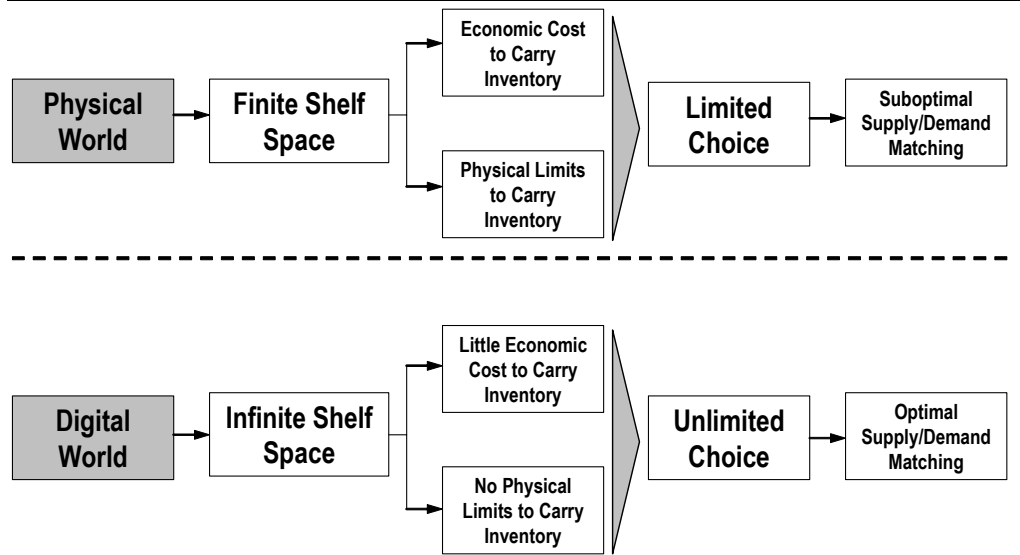 Physical
World
Finite Shelf
Space
Economic Cost
to Carry
Inventory
Physical Limits
to Carry
Inventory
Limited
Choice
Suboptimal
Supply/Demand
Matching
Digital
World
Infinite Shelf
Space
Little Economic
Cost to Carry
Inventory
No Physical
Limits to Carry
Inventory
Unlimited
Choice
Optimal
Supply/Demand
Matching